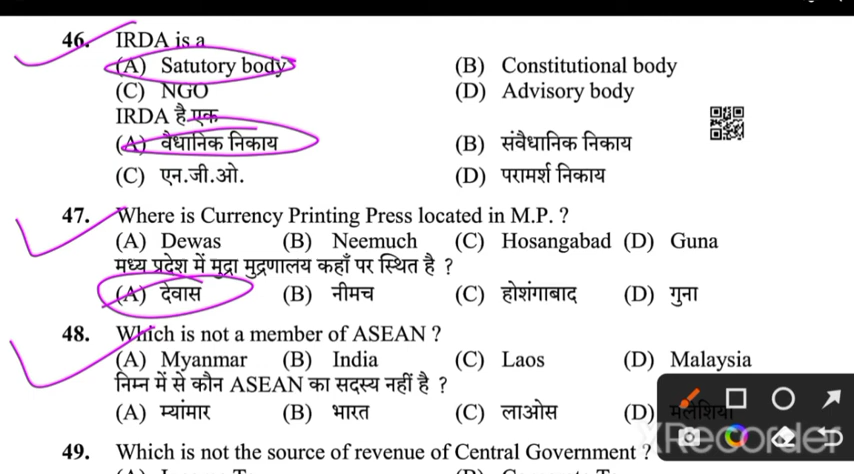 46. IRDA is a
(A) Satutory body (B) Constitutional body
(C) NGO (D) Advisory body
IRDA है एक
(A) वैधानिक निकाय (B) संवैधानिक निकाय
(C) एन.जी.ओ. (D) परामर्श निकाय
47. Where is Currency Printing Press located in M.P. ?
(A) Dewas (B) Neemuch (C) Hosangabad (D) Guna
मध्य प्रदेश में मुद्रा मुद्रणालय कहाँ पर स्थित है ?
(A) देवास (B) नीमच (C) होशंगाबाद (D) गुना
48. Which is not a member of ASEAN ?
(A) Myanmar (B) India (C) Laos (D) Malaysia
निम्न में से कौन ASEAN का सदस्य नहीं है ?
(A) म्यांमार (B) भारत (C) लाओस (D) मलेशिया
XRecorder
49. Which is not the source of revenue of Central Government ?